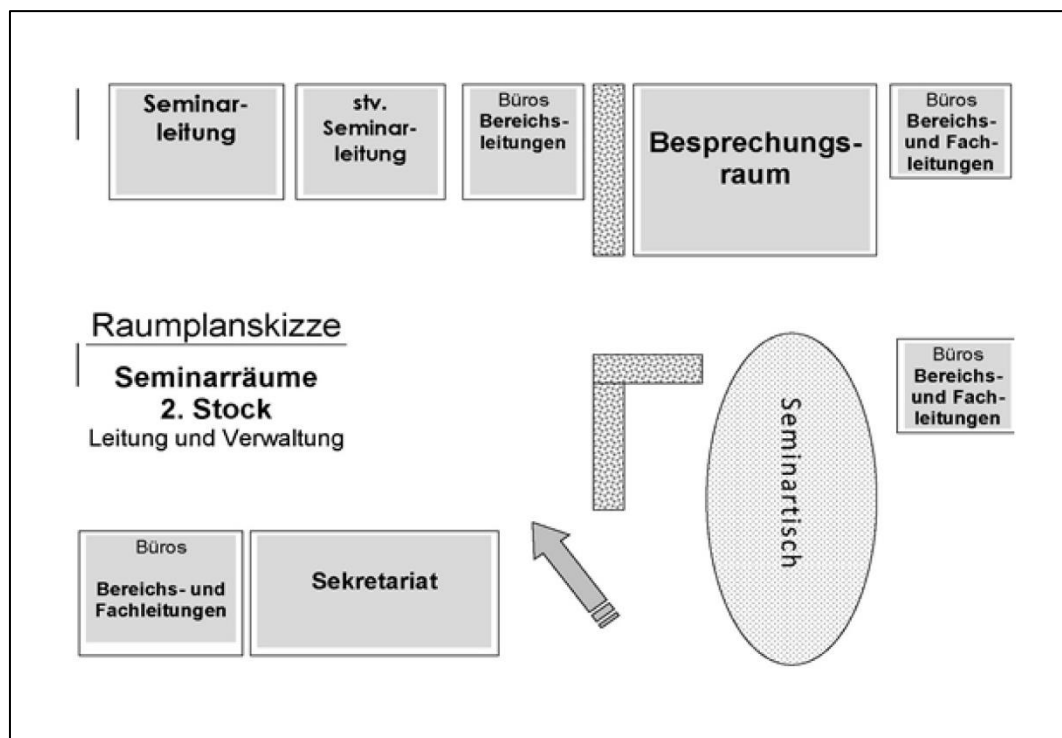 Seminar-
leitung
stv.
Seminar-
leitung
Büros
Bereichs-
leitungen
Besprechungs-
raum
Büros
Bereichs-
und Fach-
leitungen
Raumplanskizze
Seminarräume
2. Stock
Leitung und Verwaltung
Seminartisch
Büros
Bereichs-
und Fach-
leitungen
Büros
Bereichs- und
Fachleitungen
Sekretariat